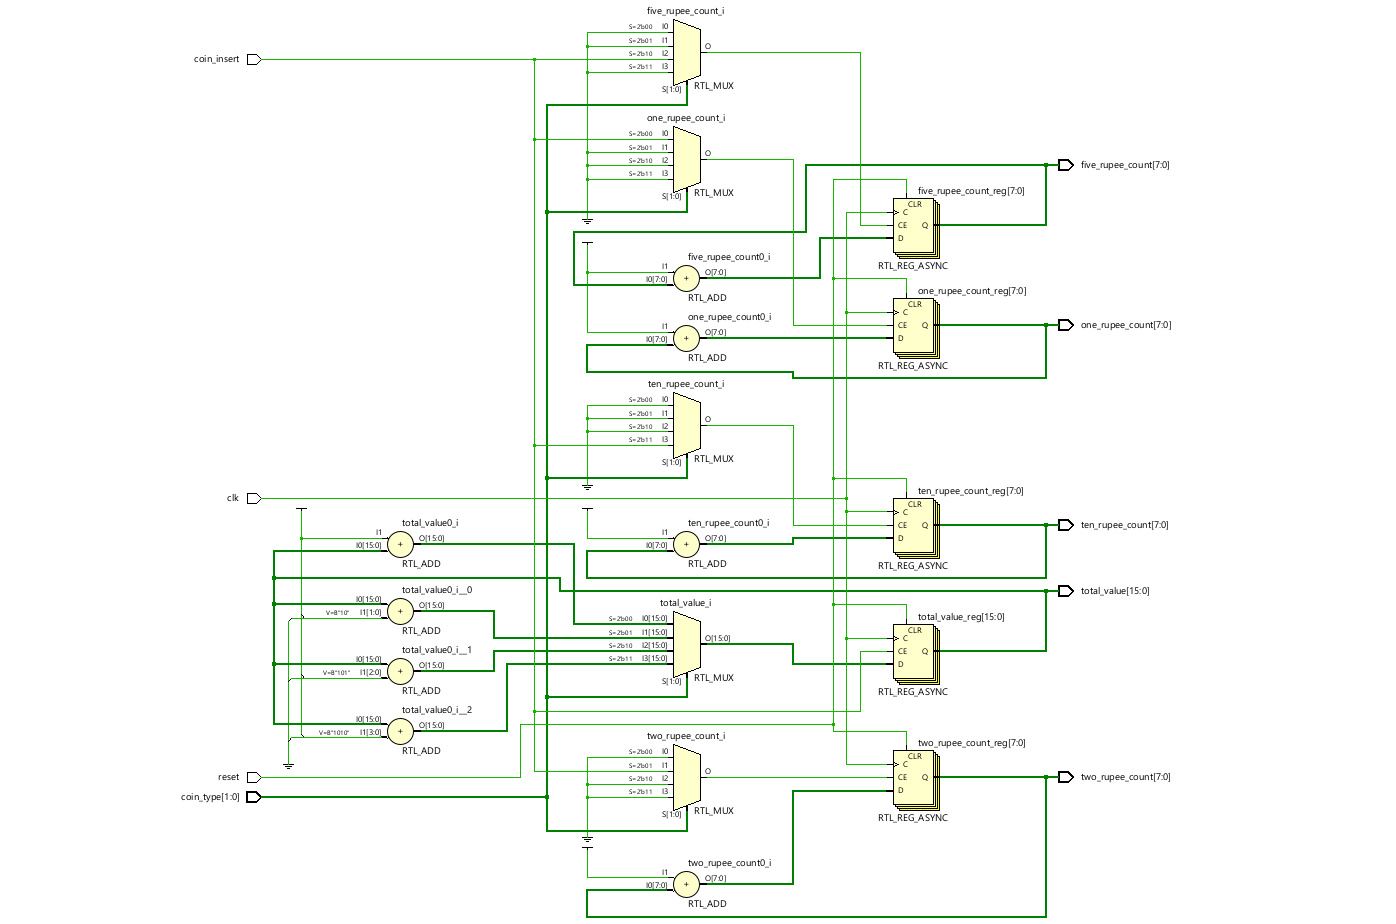 five_rupee_count_i
S=2'b00 I0
S=2'b01 I1
S=2'b10 I2
S=2'b11 I3
O
S[1:0]
RTL_MUX
coin_insert
one_rupee_count_i
S=2'b00 I0
S=2'b01 I1
S=2'b10 I2
S=2'b11 I3
O
S[1:0]
RTL_MUX
five_rupee_count[7:0]
five_rupee_count_reg[7:0]
CLR
C
CE Q
D
RTL_REG_ASYNC
five_rupee_count0_i
I1
I0[7:0]
+
O[7:0]
RTL_ADD
one_rupee_count_reg[7:0]
CLR
C
CE Q
D
RTL_REG_ASYNC
one_rupee_count[7:0]
one_rupee_count0_i
I1
I0[7:0]
+
O[7:0]
RTL_ADD
ten_rupee_count_i
S=2'b00 I0
S=2'b01 I1
S=2'b10 I2
S=2'b11 I3
O
S[1:0]
RTL_MUX
clk
ten_rupee_count_reg[7:0]
CLR
C
CE Q
D
RTL_REG_ASYNC
ten_rupee_count[7:0]
total_value0_i
I1
I0[15:0]
+
O[15:0]
RTL_ADD
ten_rupee_count0_i
I1
I0[7:0]
+
O[7:0]
RTL_ADD
total_value0_i__0
I0[15:0]
V=B"10" I1[1:0]
+
O[15:0]
RTL_ADD
total_value_i
S=2'b00 I0[15:0]
S=2'b01 I1[15:0]
S=2'b10 I2[15:0]
S=2'b11 I3[15:0]
O[15:0]
S[1:0]
RTL_MUX
total_value[15:0]
total_value_reg[15:0]
CLR
C
CE Q
D
RTL_REG_ASYNC
total_value0_i__1
I0[15:0]
V=B"101" I1[2:0]
+
O[15:0]
RTL_ADD
total_value0_i__2
I0[15:0]
V=B"1010" I1[3:0]
+
O[15:0]
RTL_ADD
two_rupee_count_i
S=2'b00 I0
S=2'b01 I1
S=2'b10 I2
S=2'b11 I3
O
S[1:0]
RTL_MUX
two_rupee_count_reg[7:0]
CLR
C
CE Q
D
RTL_REG_ASYNC
two_rupee_count[7:0]
reset
coin_type[1:0]
two_rupee_count0_i
I1
I0[7:0]
+
O[7:0]
RTL_ADD